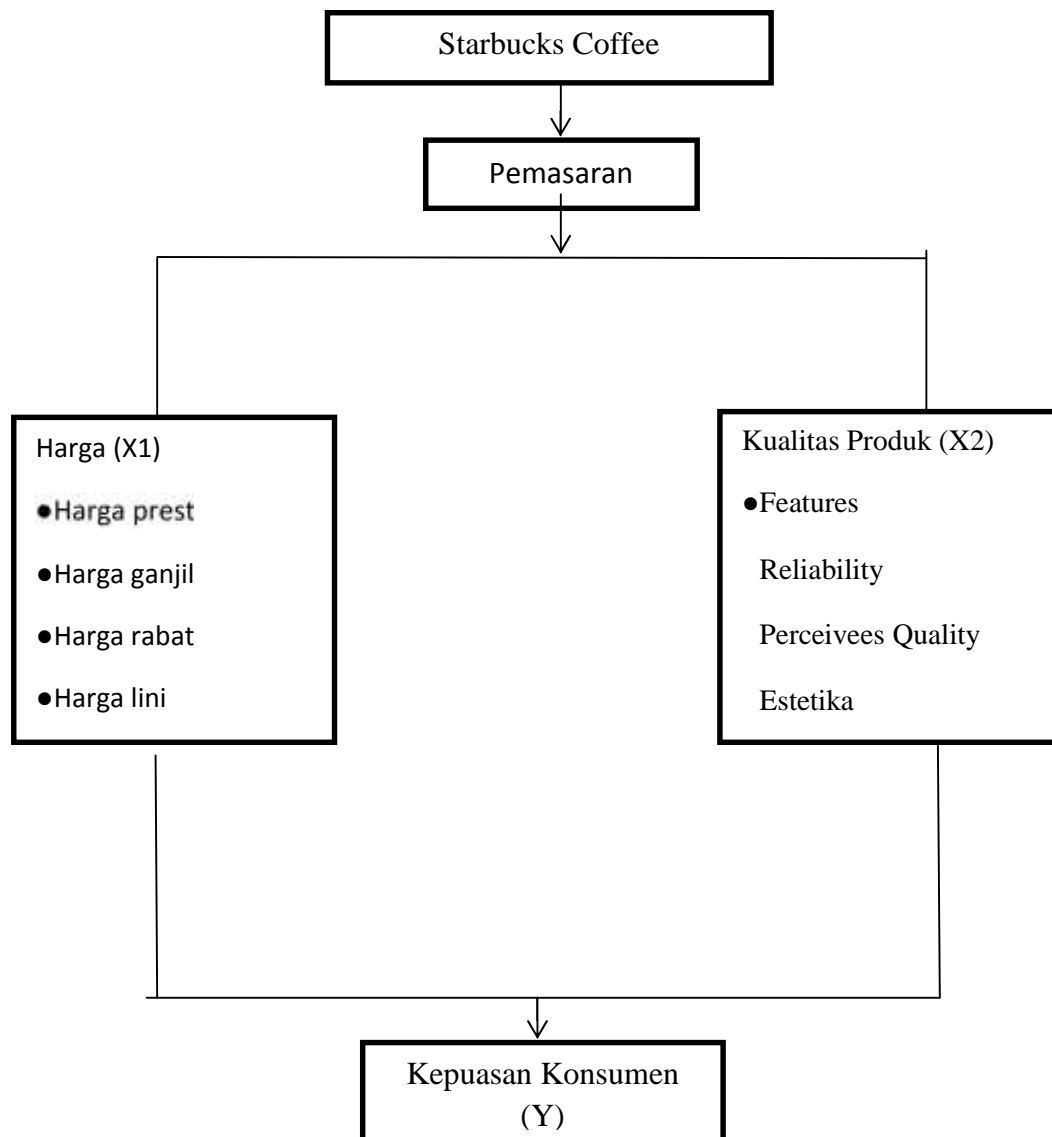 Starbucks Coffee
Pemasaran
Harga (X1)
●Harga prest
●Harga ganjil
●Harga rabat
●Harga lini
Kualitas Produk (X2)
●Features
Reliability
Perceivees Quality
Estetika
Kepuasan Konsumen
(Y)